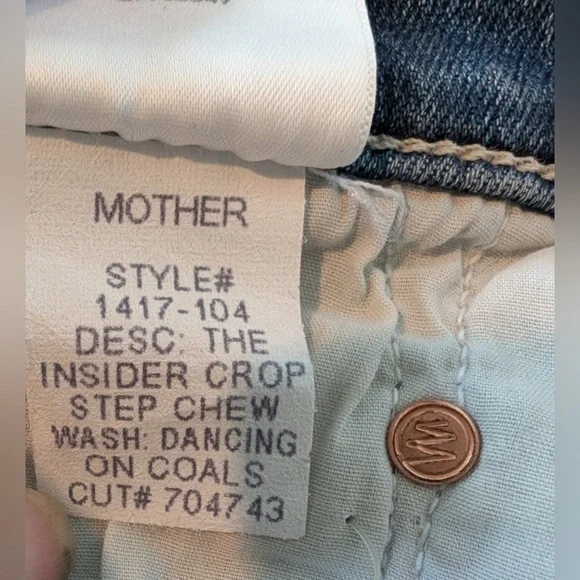 MOTHER
STYLE#
1417-104
DESC: THE
INSIDER CROP
STEP CHEW
WASH: DANCING
ON COALS
CUT# 704743